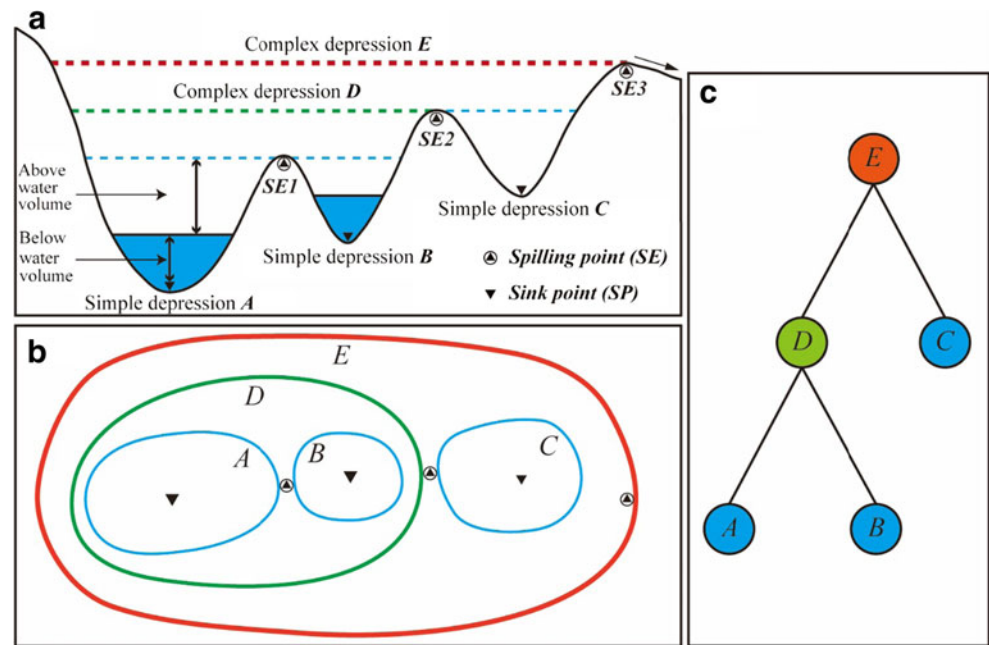 a
Complex depression E
Complex depression D
SE3
SE2
SE1
Above
water
volume
Simple depression C
Below
water
volume
Simple depression B
Spilling point (SE)
Simple depression A
Sink point (SP)
b
E
D
A
B
C
c
E
D
C
A
B